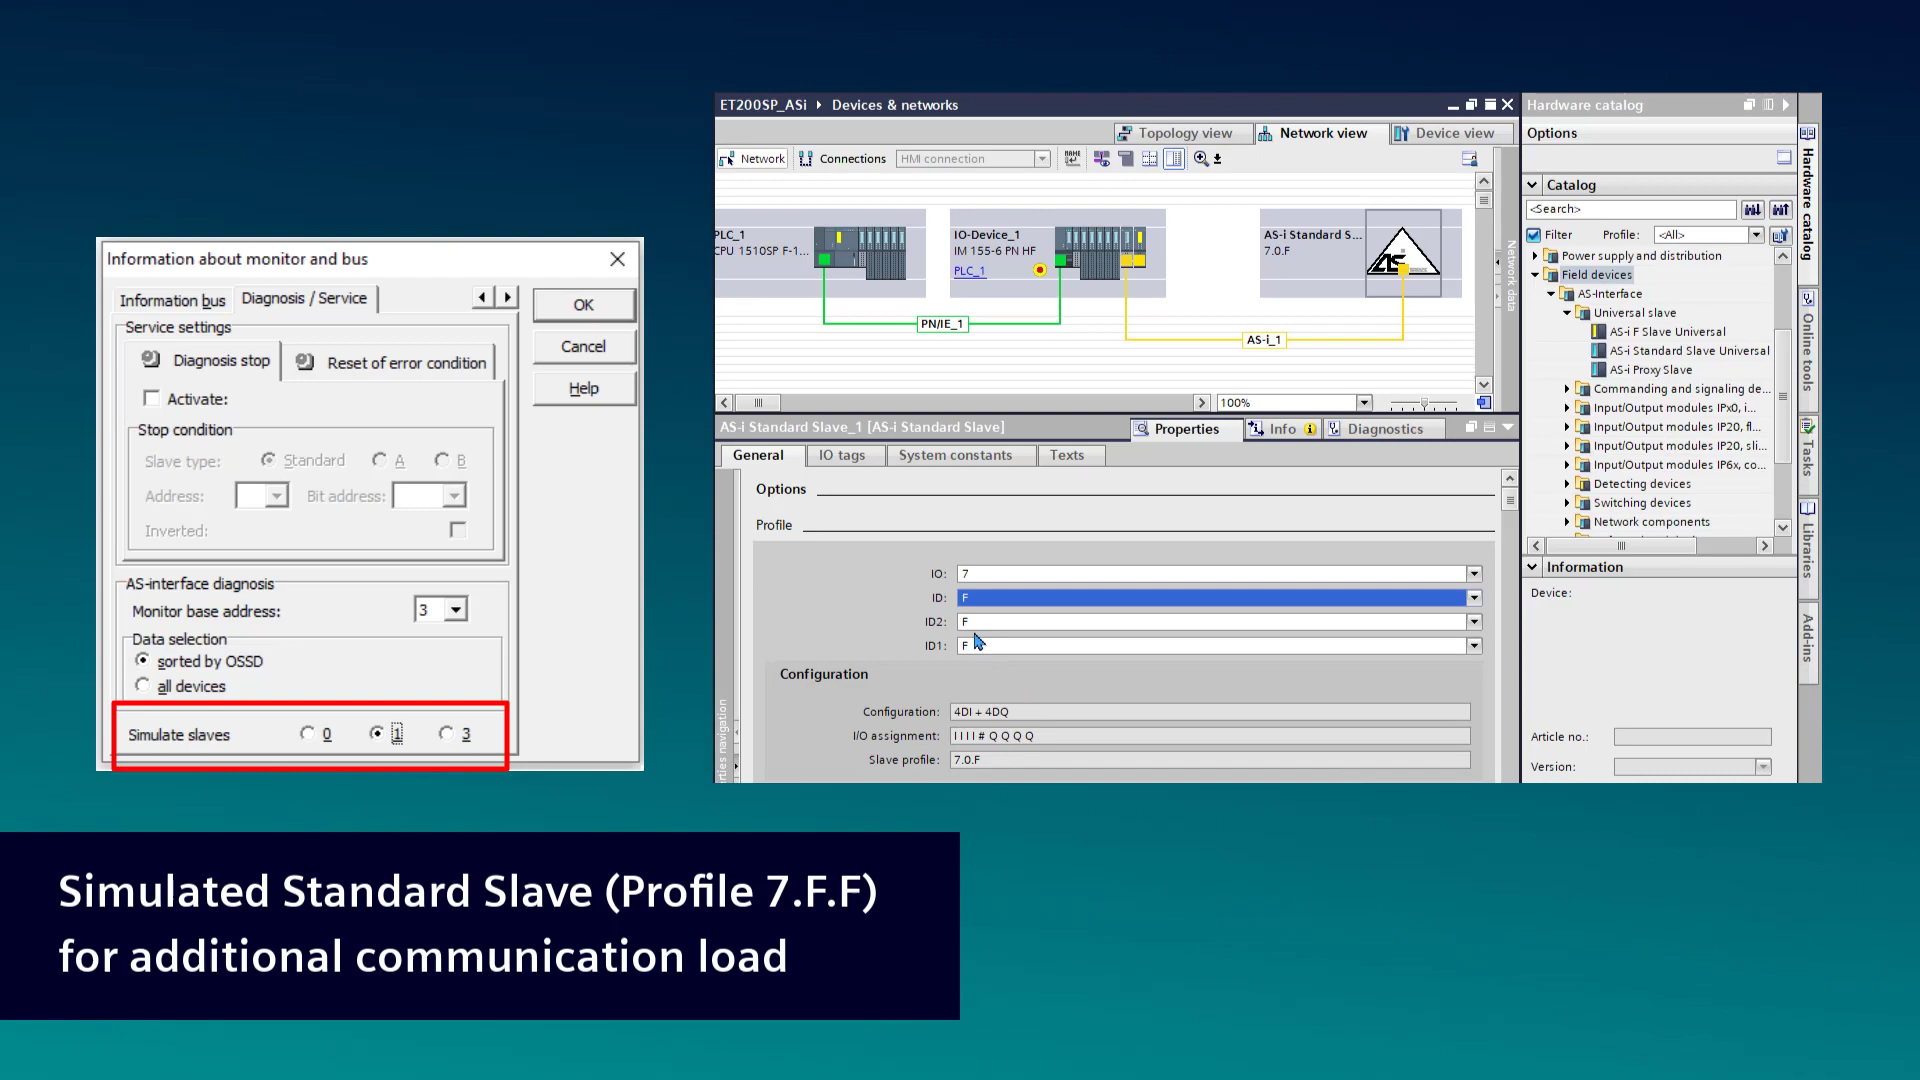 Information about monitor and bus
Information bus
Diagnosis / Service
Service settings
Diagnosis stop
Reset of error condition
Activate:
Stop condition
Slave type:
Standard
A
B
Address:
Bit address:
Inverted:
AS-interface diagnosis
Monitor base address:
3
Data selection
sorted by OSSD
all devices
Simulate slaves
0
1
3
OK
Cancel
Help
ET200SP_ASi
Devices & networks
Topology view
Network view
Device view
Network
Connections
HMI connection
PLC_1
CPU 1510SP F-1...
IO-Device_1
IM 155-6 PN HF
PLC_1
AS-i Standard S...
7.0.F
PN/IE_1
AS-i_1
100%
Network data
AS-i Standard Slave_1 [AS-i Standard Slave]
Properties
Info
Diagnostics
General
IO tags
System constants
Texts
Options
Profile
IO:
7
ID:
F
ID2:
F
ID1:
F
Configuration
Configuration:
4DI + 4DQ
I/O assignment:
I I I I # Q Q Q Q
Slave profile:
7.0.F
Hardware catalog
Options
Catalog
<Search>
Filter
Profile:
<All>
Power supply and distribution
Field devices
AS-Interface
Universal slave
AS-i F Slave Universal
AS-i Standard Slave Universal
AS-i Proxy Slave
Commanding and signaling de...
Input/Output modules IPx0, i...
Input/Output modules IP20, fl...
Input/Output modules IP20, sli...
Input/Output modules IP6x, co...
Detecting devices
Switching devices
Network components
Information
Device:
Article no.:
Version:
Hardware catalog
Online tools
Tasks
Libraries
Add-ins
Simulated Standard Slave (Profile 7.F.F)
for additional communication load